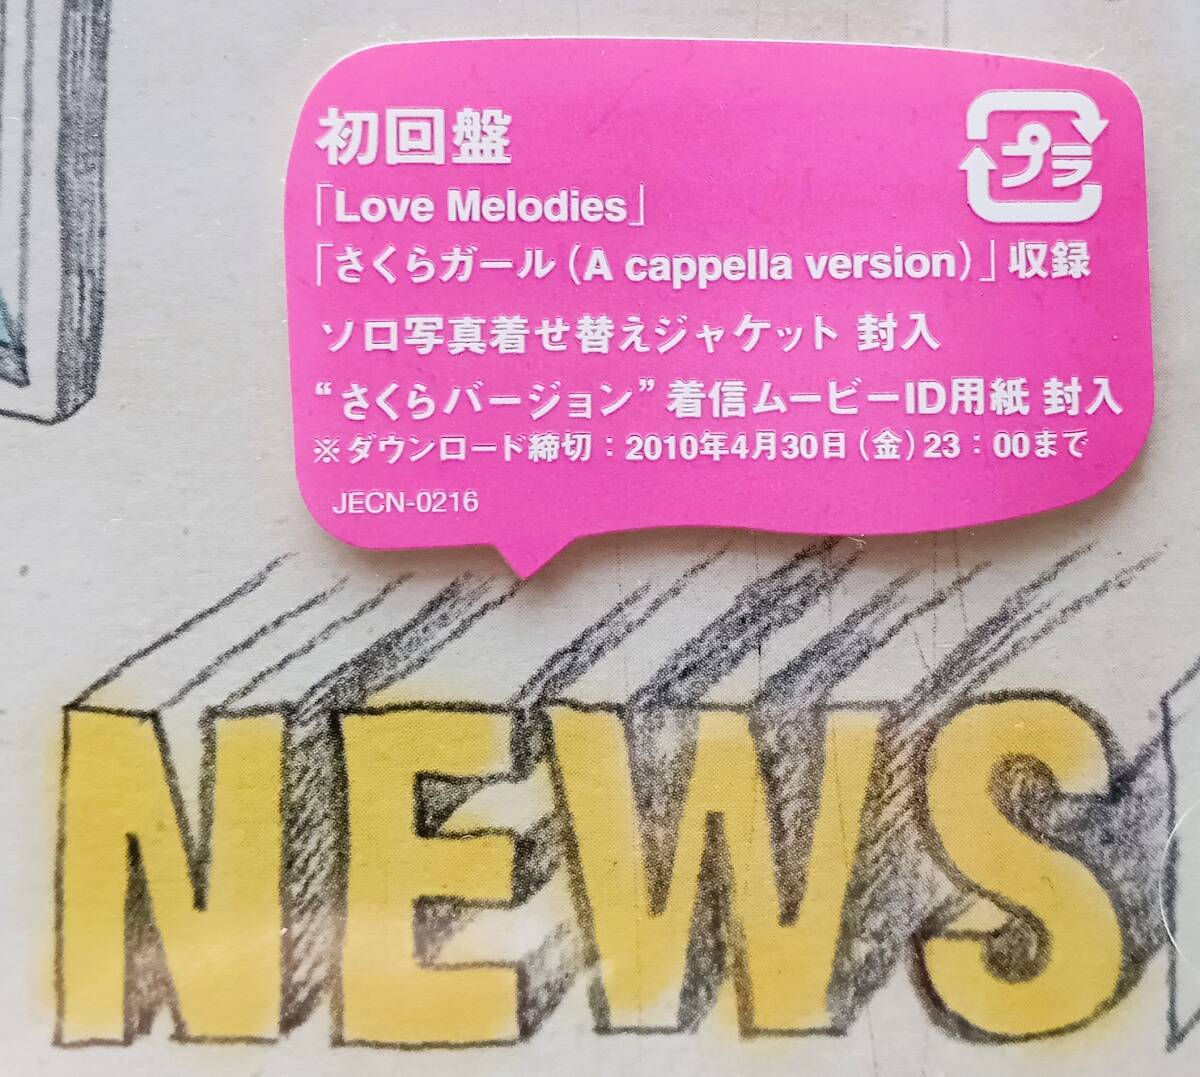 初回盤
プラ
「Love Melodies」
「さくらガール（A cappella version）」収録
ソロ写真着せ替えジャケット 封入
“さくらバージョン”着信ムービーID用紙 封入
※ダウンロード締切：2010年4月30日（金）23：00まで
JECN-0216
NEWS